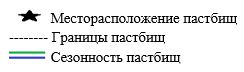 Месторасположение пастбищ
-------- Границы пастбищ
Сезонность пастбищ